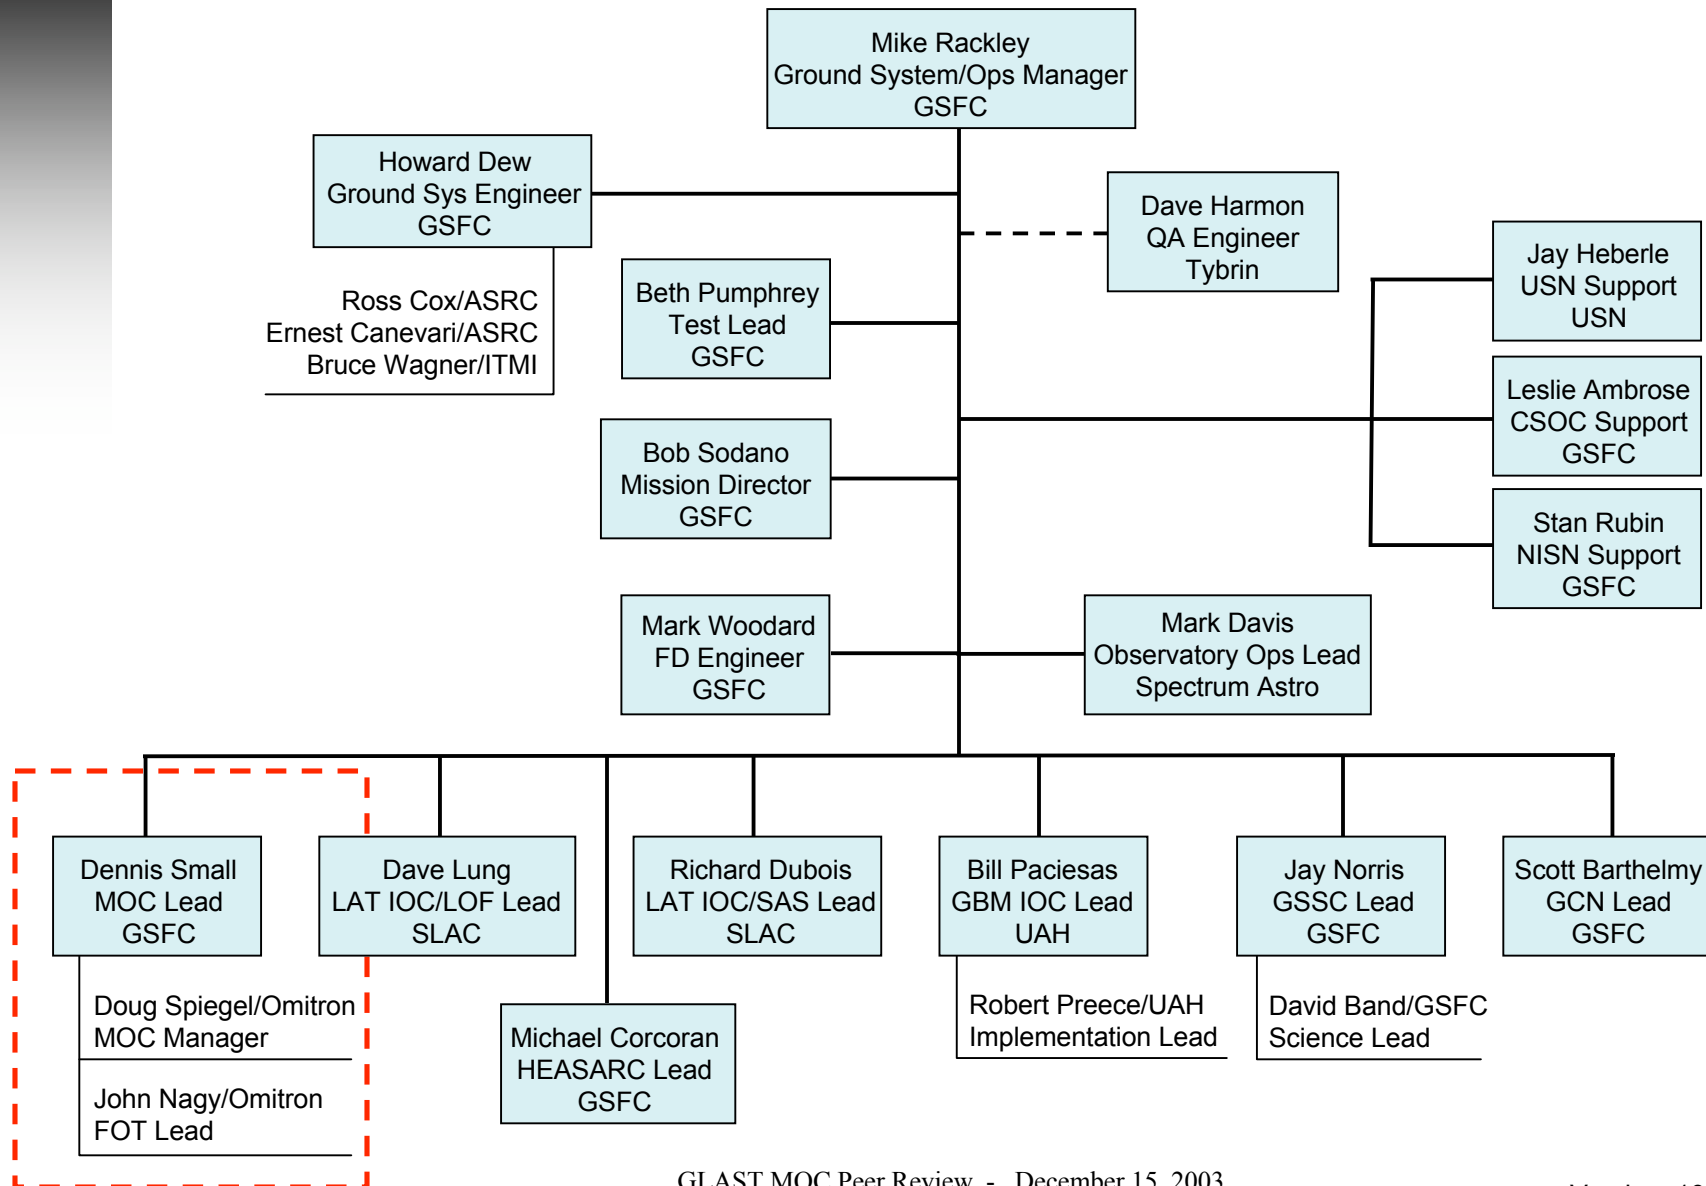 Mike Rackley
Ground System/Ops Manager
GSFC
Howard Dew
Ground Sys Engineer
GSFC
Ross Cox/ASRC
Ernest Canevari/ASRC
Bruce Wagner/ITMI
Dave Harmon
QA Engineer
Tybrin
Beth Pumphrey
Test Lead
GSFC
Jay Heberle
USN Support
USN
Leslie Ambrose
CSOC Support
GSFC
Stan Rubin
NISN Support
GSFC
Bob Sodano
Mission Director
GSFC
Mark Woodard
FD Engineer
GSFC
Mark Davis
Observatory Ops Lead
Spectrum Astro
Dennis Small
MOC Lead
GSFC
Doug Spiegel/Omitron
MOC Manager
John Nagy/Omitron
FOT Lead
Dave Lung
LAT IOC/LOF Lead
SLAC
Michael Corcoran
HEASARC Lead
GSFC
Richard Dubois
LAT IOC/SAS Lead
SLAC
Bill Paciesas
GBM IOC Lead
UAH
Robert Preece/UAH
Implementation Lead
Jay Norris
GSSC Lead
GSFC
David Band/GSFC
Science Lead
Scott Barthelmy
GCN Lead
GSFC
GLAST MOC Peer Review - December 15, 2003